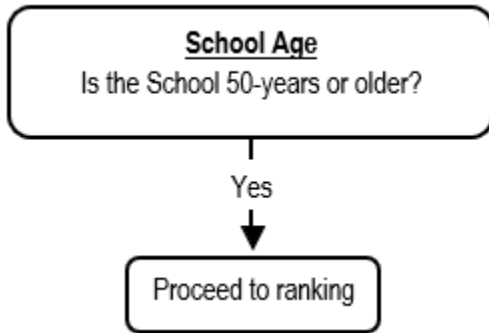 School Age
Is the School 50-years or older?
Yes
Proceed to ranking